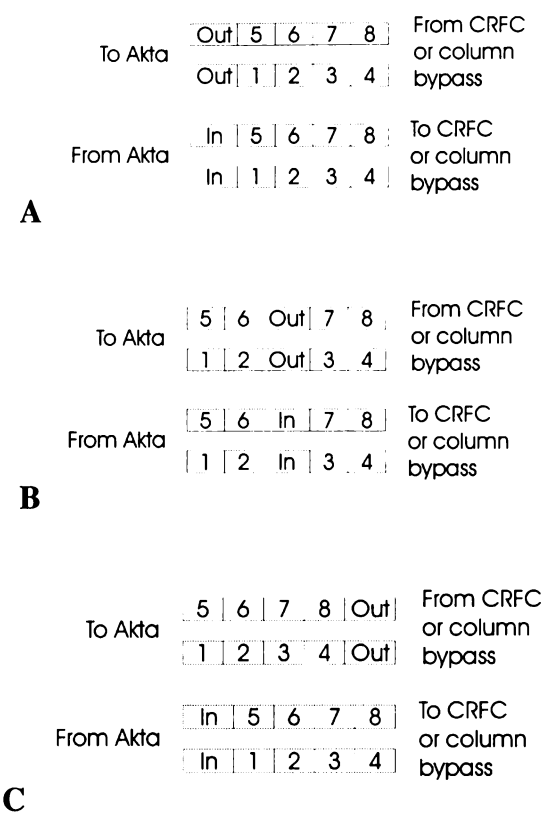 To Akta
Out 5 6 7 8
Out 1 2 3 4
From CRFC
or column
bypass
From Akta
In 5 6 7 8
In 1 2 3 4
To CRFC
or column
bypass
A
To Akta
5 6 Out 7 8
1 2 Out 3 4
From CRFC
or column
bypass
From Akta
5 6 In 7 8
1 2 In 3 4
To CRFC
or column
bypass
B
To Akta
5 6 7 8 Out
1 2 3 4 Out
From CRFC
or column
bypass
From Akta
In 5 6 7 8
In 1 2 3 4
To CRFC
or column
bypass
C